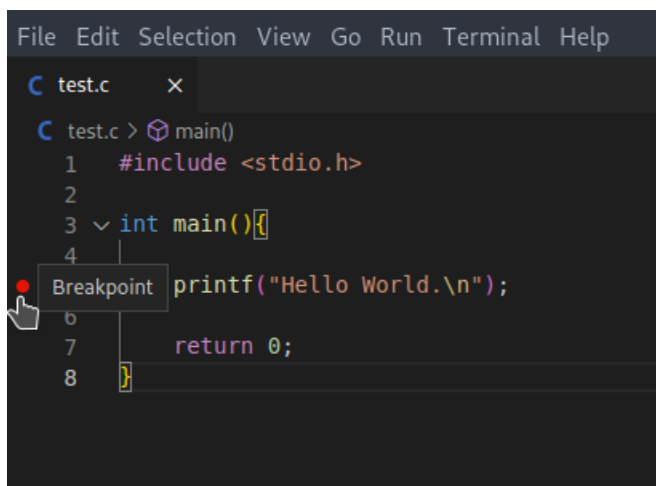 File Edit Selection View Go Run Terminal Help
C test.c ×
C test.c > main()
1 #include <stdio.h>
2
3 int main(){
4
Breakpoint printf("Hello World.\n");
6
7 return 0;
8 }